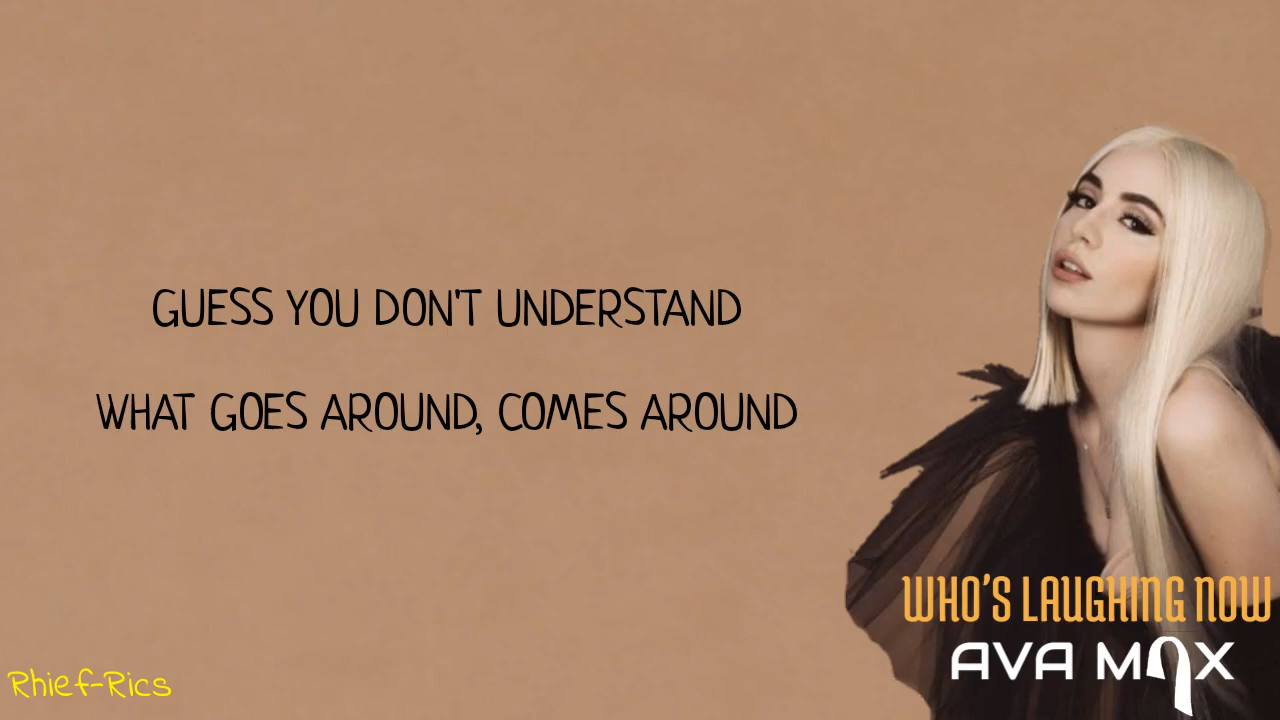 GUESS YOU DON'T UNDERSTAND
WHAT GOES AROUND, COMES AROUND
WHO'S LAUGHING NOW
AVA MAX
Rhief-Rics